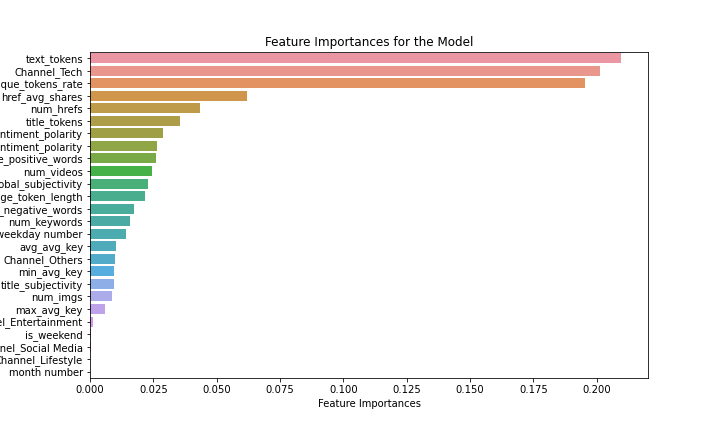 Feature Importances for the Model
text_tokens
Channel_Tech
que_tokens_rate
href_avg_shares
num_hrefs
title_tokens
ntiment_polarity
ntiment_polarity
e_positive_words
num_videos
obal_subjectivity
ge_token_length
_negative_words
num_keywords
weekday number
avg_avg_key
Channel_Others
min_avg_key
title_subjectivity
num_imgs
max_avg_key
el_Entertainment
is_weekend
nel_Social Media
Channel_Lifestyle
month number
0.000 0.025 0.050 0.075 0.100 0.125 0.150 0.175 0.200
Feature Importances